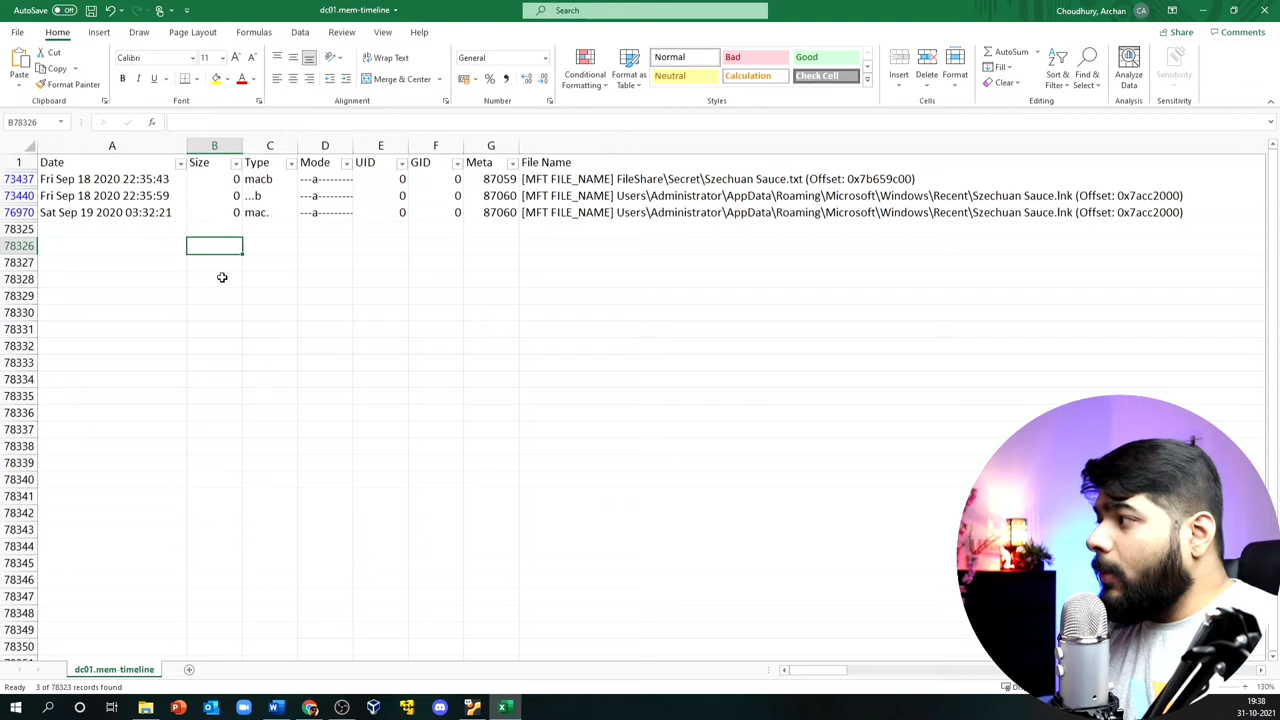 AutoSave Off dc01.mem-timeline Search Choudhury, Archan CA
File Home Insert Draw Page Layout Formulas Data Review View Help Share Comments
Paste Cut Copy Format Painter Calibri 11 Wrap Text General Conditional Formatting Format as Table Normal Bad Good Insert Delete Format AutoSum Fill Clear Sort & Filter Find & Select Analyze Data Sensitivity
B I U Merge & Center Neutral Calculation Check Cell
Clipboard Font Alignment Number Styles Cells Editing Analysis Sensitivity
B78326 fx
A B C D E F G
1 Date Size Type Mode UID GID Meta File Name
73437 Fri Sep 18 2020 22:35:43 0 macb ---a--------- 0 0 87059 [MFT FILE_NAME] FileShare\Secret\Szechuan Sauce.txt (Offset: 0x7b659c00)
73440 Fri Sep 18 2020 22:35:59 0 ...b ---a--------- 0 0 87060 [MFT FILE_NAME] Users\Administrator\AppData\Roaming\Microsoft\Windows\Recent\Szechuan Sauce.lnk (Offset: 0x7acc2000)
76970 Sat Sep 19 2020 03:32:21 0 mac. ---a--------- 0 0 87060 [MFT FILE_NAME] Users\Administrator\AppData\Roaming\Microsoft\Windows\Recent\Szechuan Sauce.lnk (Offset: 0x7acc2000)
78325
78326
78327
78328
78329
78330
78331
78332
78333
78334
78335
78336
78337
78338
78339
78340
78341
78342
78343
78344
78345
78346
78347
78348
78349
78350
dc01.mem-timeline
Ready 3 of 78323 records found 130%
19:38
31-10-2021